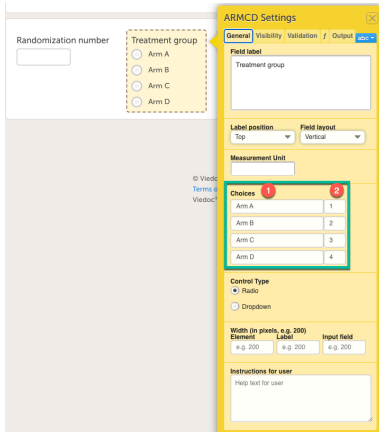 Randomization number
Treatment group
Arm A
Arm B
Arm C
Arm D
© Viedoc
Terms o
Viedoc
ARMCD Settings
General Visibility Validation f Output abc
Field label
Treatment group
Label position Field layout
Top Vertical
Measurement Unit
Choices 1 2
Arm A 1
Arm B 2
Arm C 3
Arm D 4
Control Type
Radio
Dropdown
Width (in pixels, e.g. 200)
Element Label Input field
e.g. 200 e.g. 200 e.g. 200
Instructions for user
Help text for user